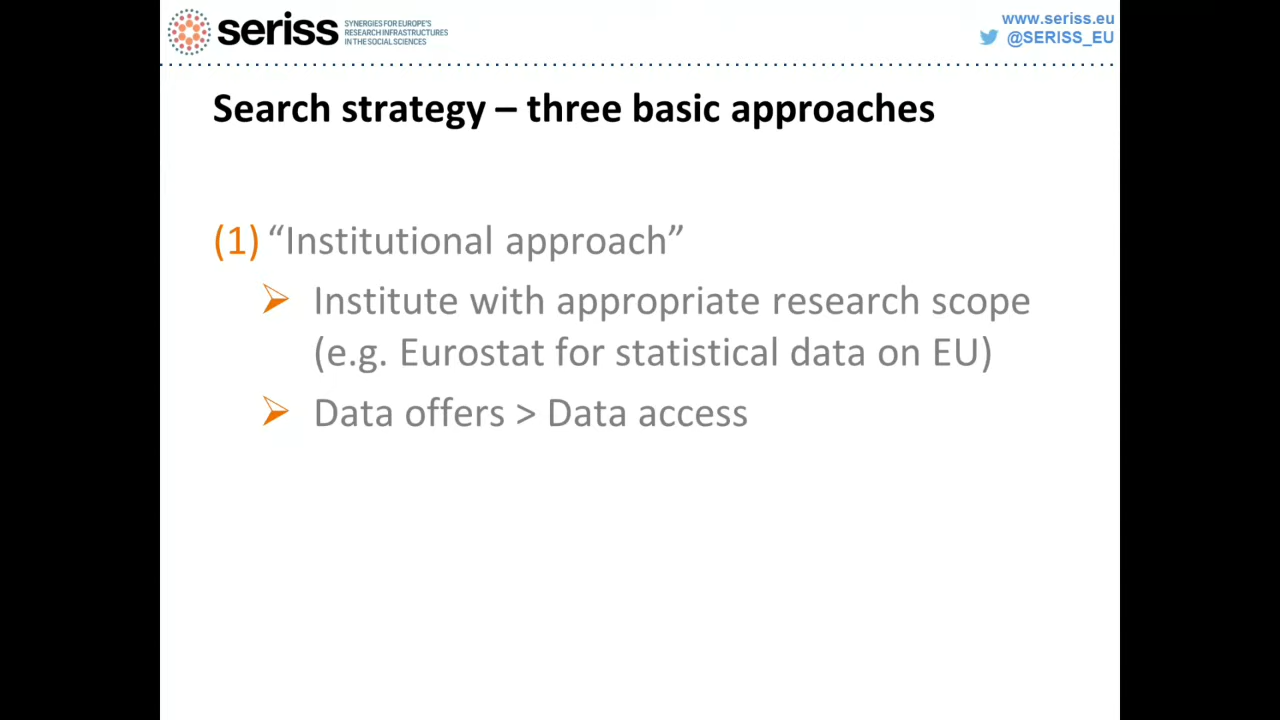 seriss
SYNERGIES FOR EUROPE'S
RESEARCH INFRASTRUCTURES
IN THE SOCIAL SCIENCES
www.seriss.eu
@SERISS_EU
Search strategy – three basic approaches
(1) “Institutional approach”
Institute with appropriate research scope
(e.g. Eurostat for statistical data on EU)
Data offers > Data access